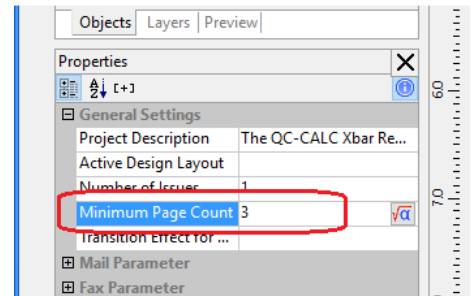 Objects Layers Preview
Properties
A Z [+]
General Settings
Project Description The QC-CALC Xbar Re...
Active Design Layout
Number of Issues 1
Minimum Page Count 3 √α
Transition Effect for ...
Mail Parameter
Fax Parameter
6.0
7.0